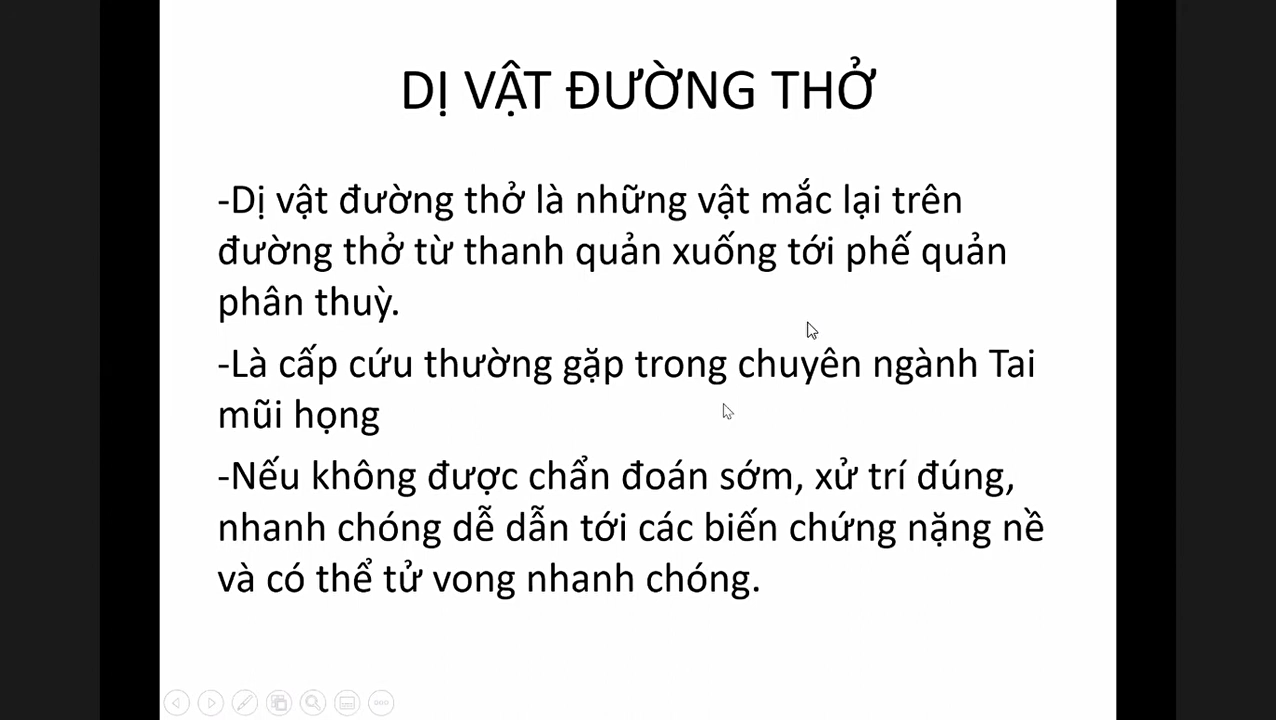 DỊ VẬT ĐƯỜNG THỞ
-Dị vật đường thở là những vật mắc lại trên
đường thở từ thanh quản xuống tới phế quản
phân thuỳ.
-Là cấp cứu thường gặp trong chuyên ngành Tai
mũi họng
-Nếu không được chẩn đoán sớm, xử trí đúng,
nhanh chóng dễ dẫn tới các biến chứng nặng nề
và có thể tử vong nhanh chóng.